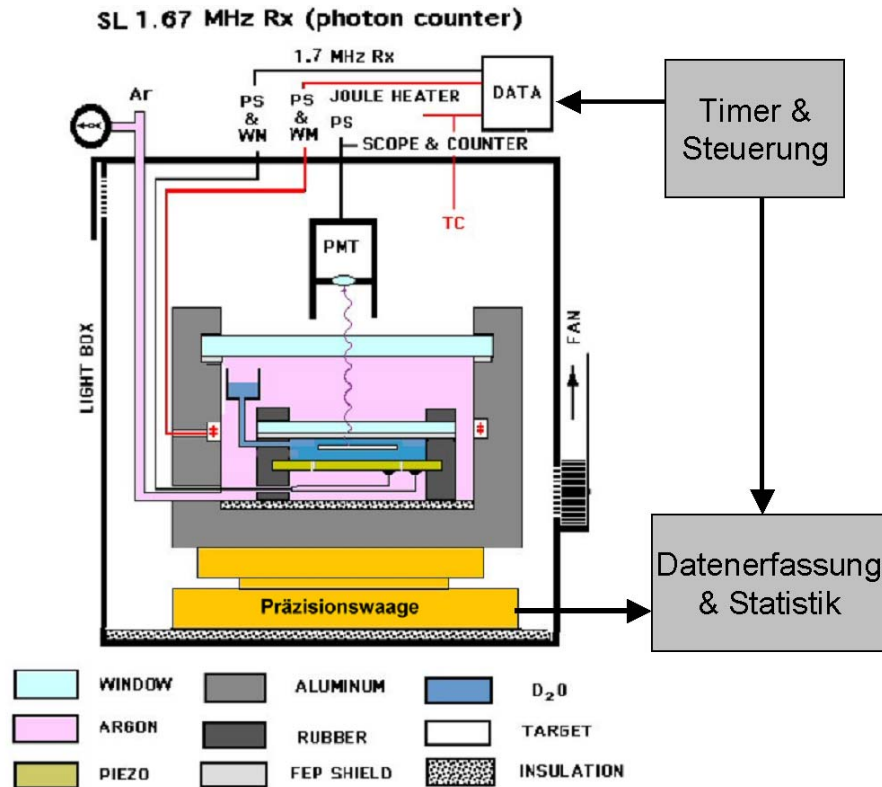 SL 1.67 MHz Rx (photon counter)
1.7 MHz Rx
Ar
PS
& WN
PS
& WM
JOULE HEATER
PS
DATA
SCOPE & COUNTER
TC
Timer &
Steuerung
PMT
LIGHT BOX
FAN
Präzisionswaage
Datenerfassung
& Statistik
WINDOW
ALUMINUM
D₂O
ARGON
RUBBER
TARGET
PIEZO
FEP SHIELD
INSULATION